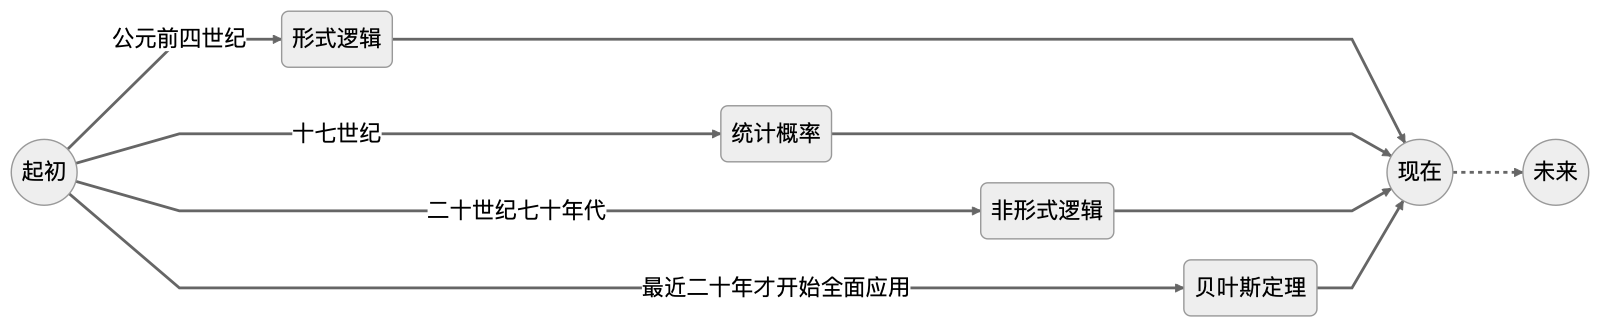 公元前四世纪
形式逻辑
十七世纪
统计概率
起初
现在
未来
二十世纪七十年代
非形式逻辑
最近二十年才开始全面应用
贝叶斯定理